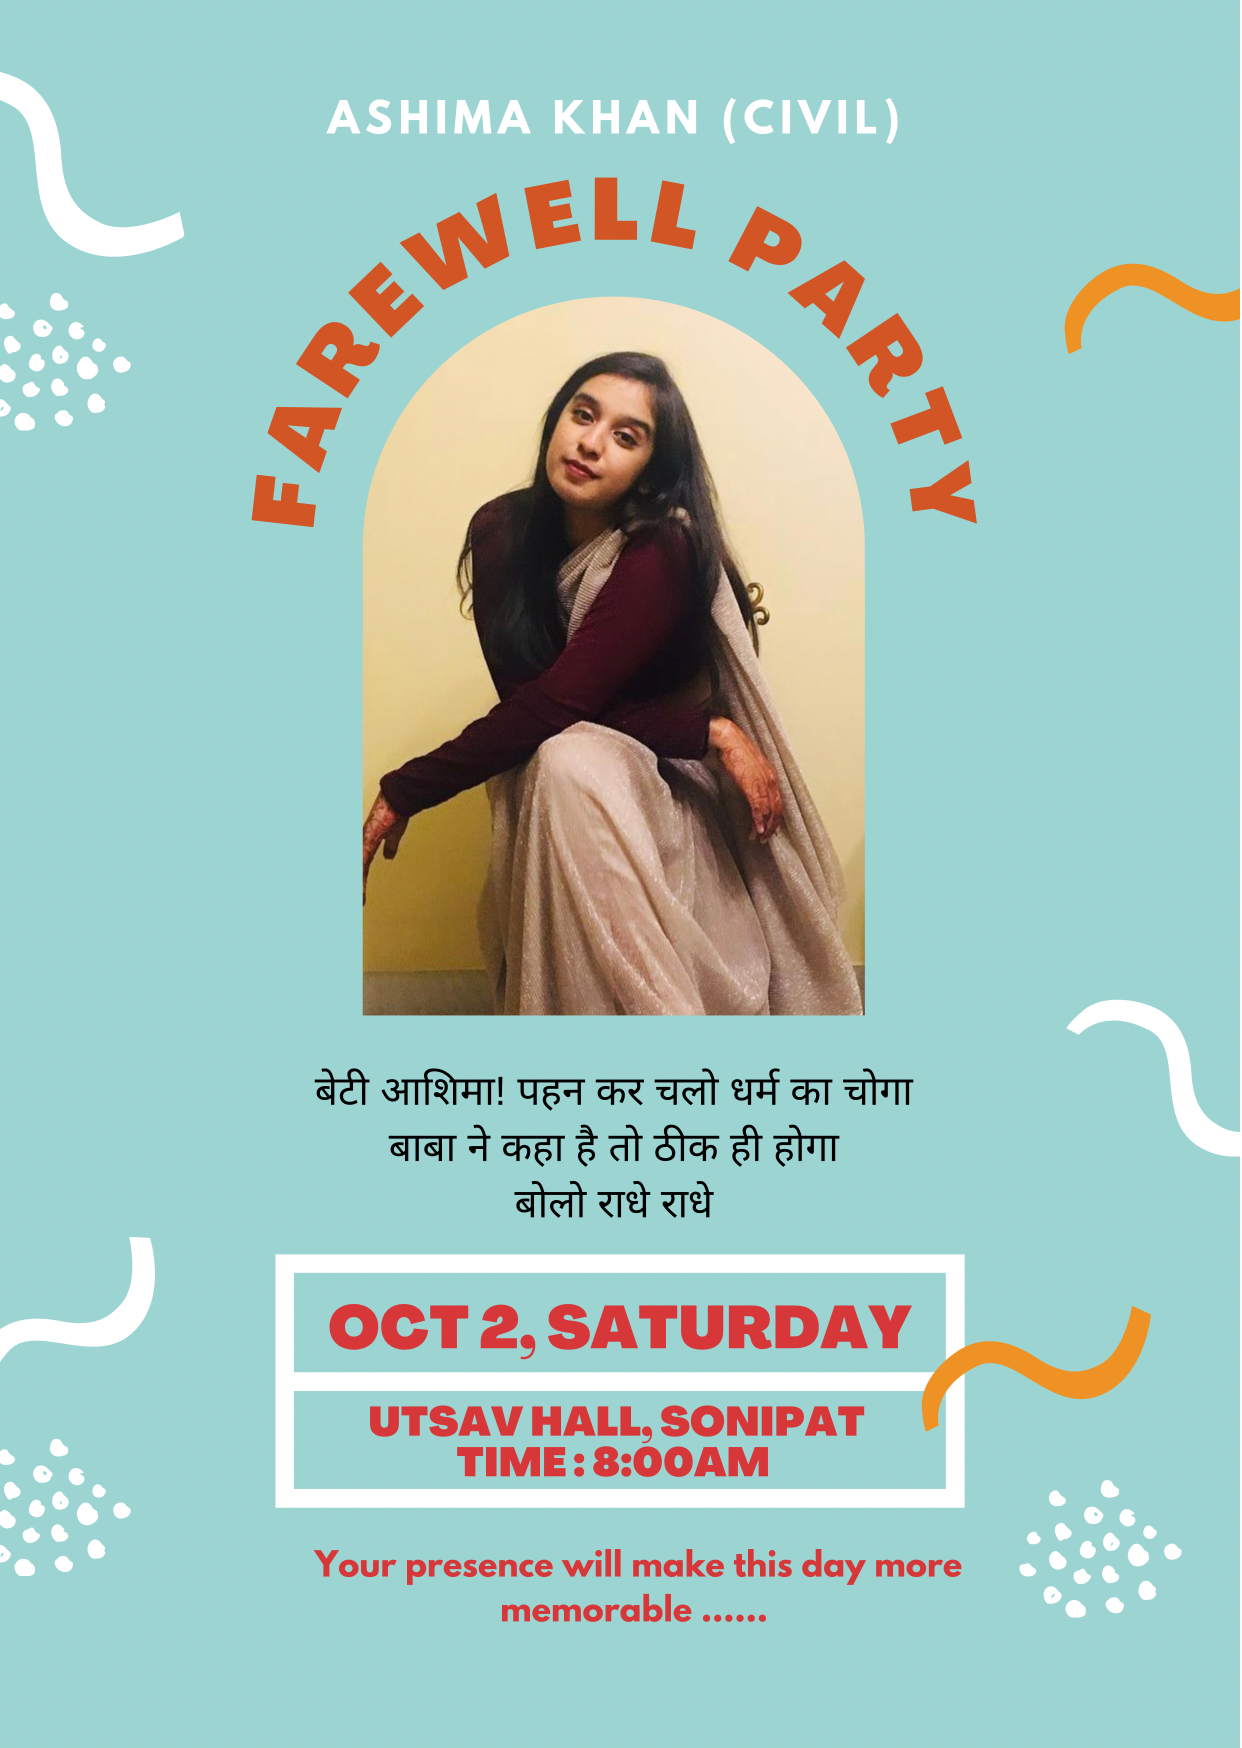 ASHIMA KHAN (CIVIL)
FAREWELL PARTY
बेटी आशिमा! पहन कर चलो धर्म का चोगा
बाबा ने कहा है तो ठीक ही होगा
बोलो राधे राधे
OCT 2, SATURDAY
UTSAV HALL, SONIPAT
TIME : 8:00AM
Your presence will make this day more
memorable ......